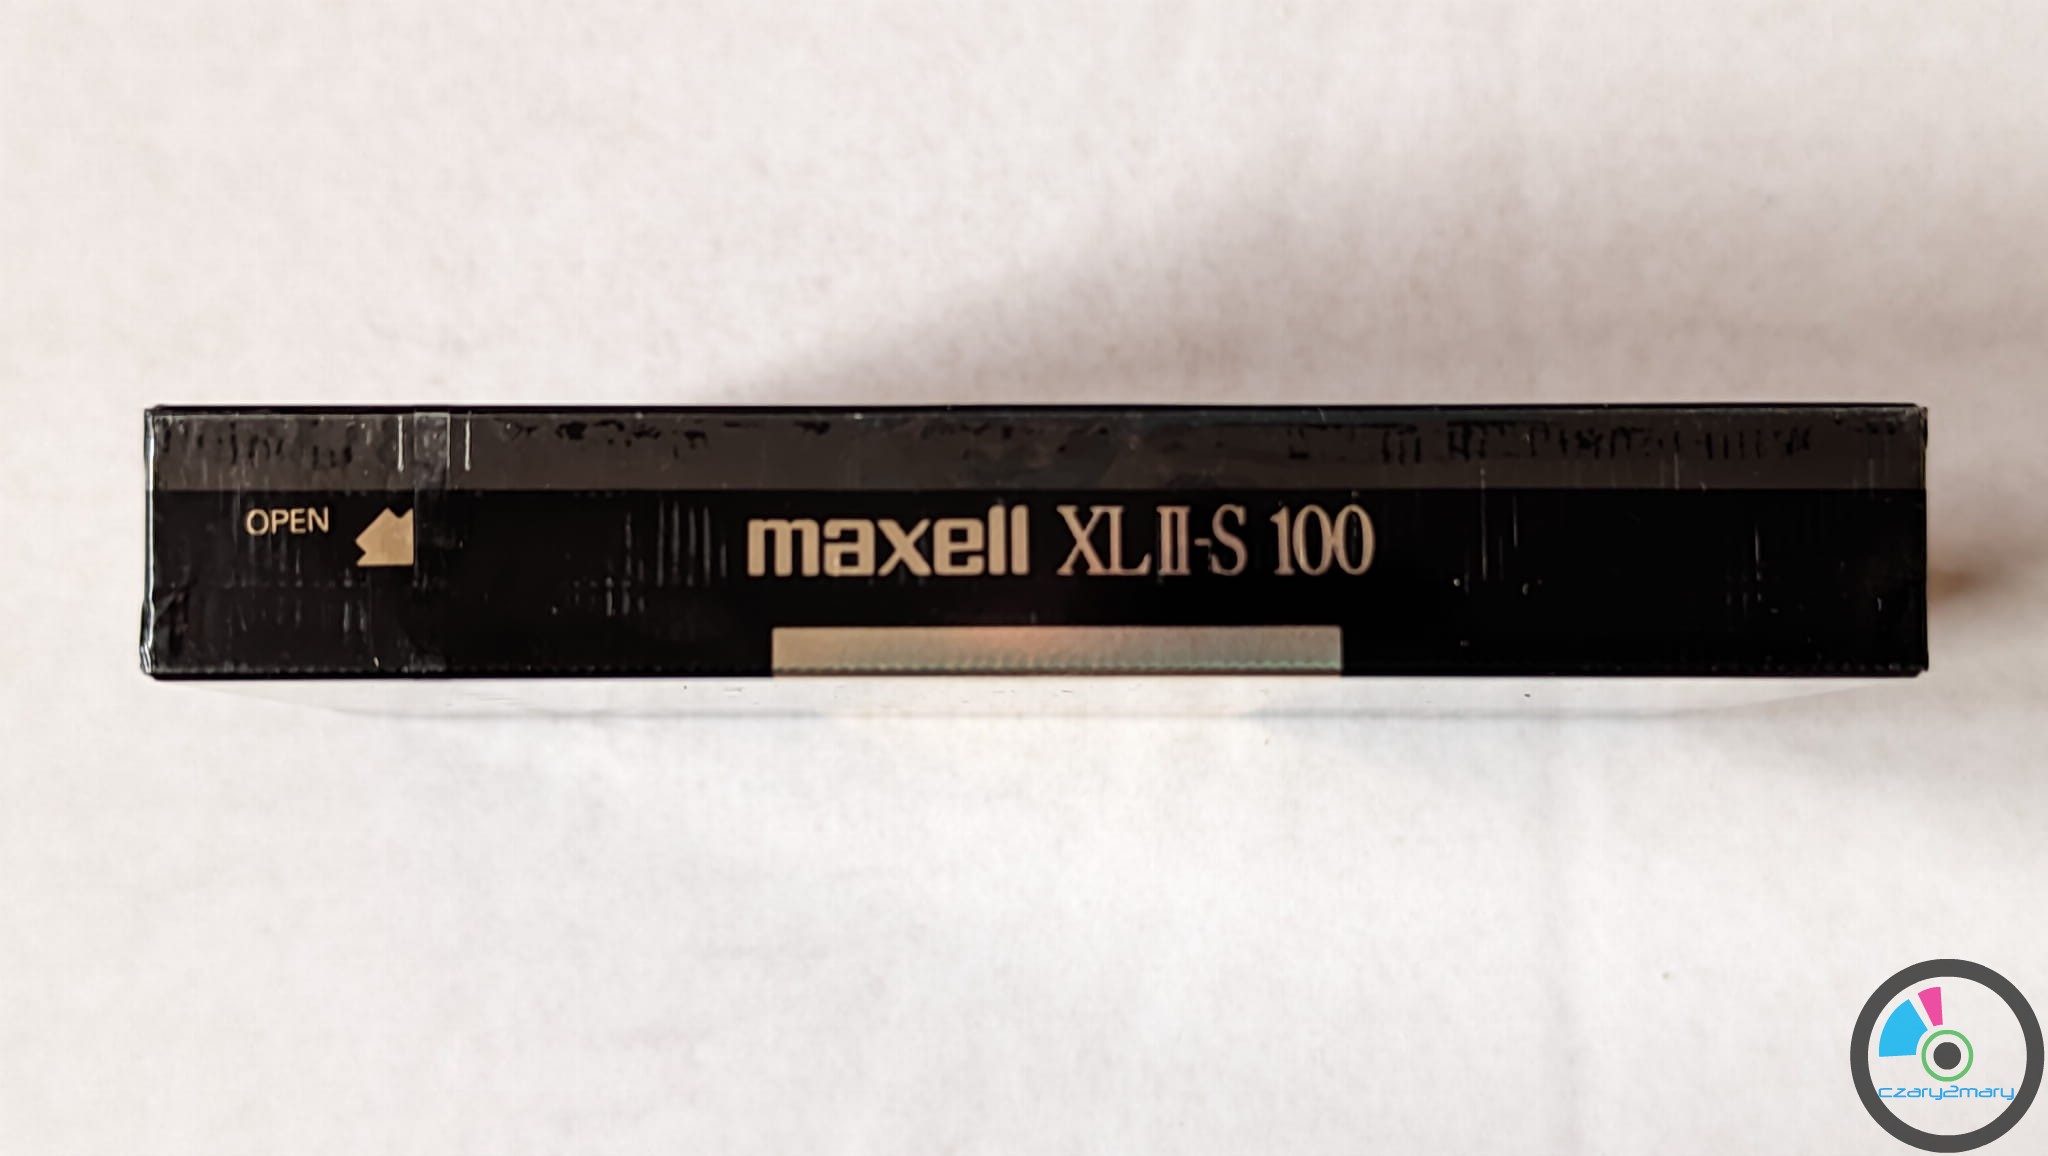 OPEN
maxell XLII-S 100
czary2mary